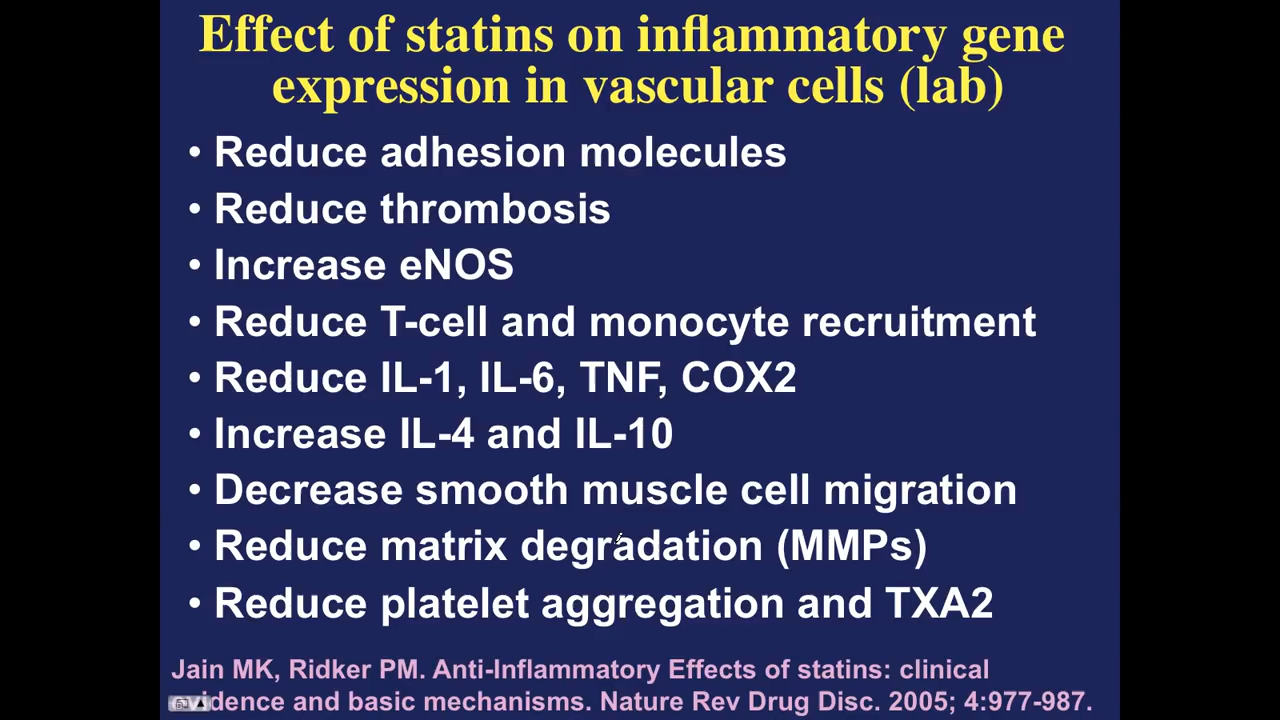 Effect of statins on inflammatory gene
expression in vascular cells (lab)
• Reduce adhesion molecules
• Reduce thrombosis
• Increase eNOS
• Reduce T-cell and monocyte recruitment
• Reduce IL-1, IL-6, TNF, COX2
• Increase IL-4 and IL-10
• Decrease smooth muscle cell migration
• Reduce matrix degradation (MMPs)
• Reduce platelet aggregation and TXA2
Jain MK, Ridker PM. Anti-Inflammatory Effects of statins: clinical
evidence and basic mechanisms. Nature Rev Drug Disc. 2005; 4:977-987.